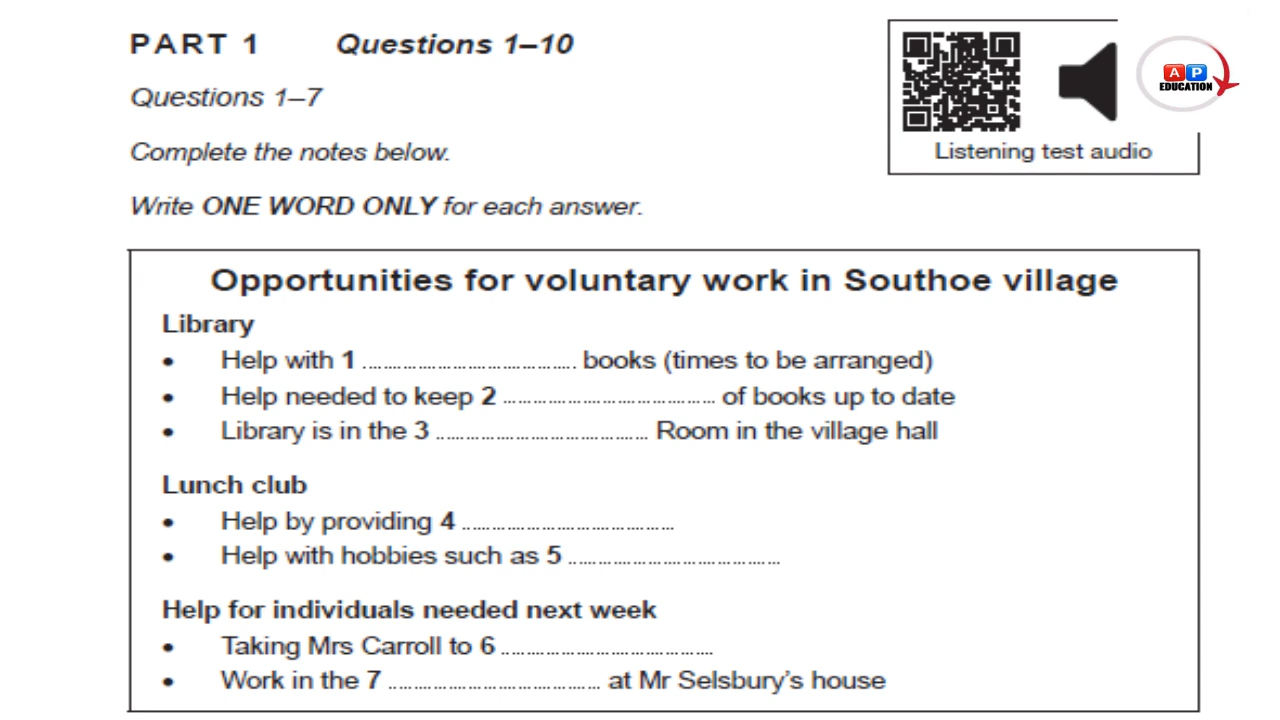 PART 1 Questions 1–10
Questions 1–7
Complete the notes below.
Write ONE WORD ONLY for each answer.
Listening test audio
A P
EDUCATION
Opportunities for voluntary work in Southoe village
Library
• Help with 1 ........................................ books (times to be arranged)
• Help needed to keep 2 ........................................ of books up to date
• Library is in the 3 ........................................ Room in the village hall
Lunch club
• Help by providing 4 ........................................
• Help with hobbies such as 5 ........................................
Help for individuals needed next week
• Taking Mrs Carroll to 6 ........................................
• Work in the 7 ........................................ at Mr Selsbury's house